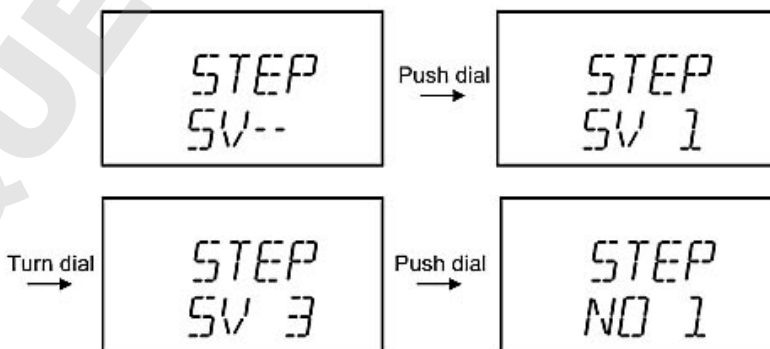 STEP
SV--
Push dial
STEP
SV 1
Turn dial
STEP
SV 3
Push dial
STEP
NO 1